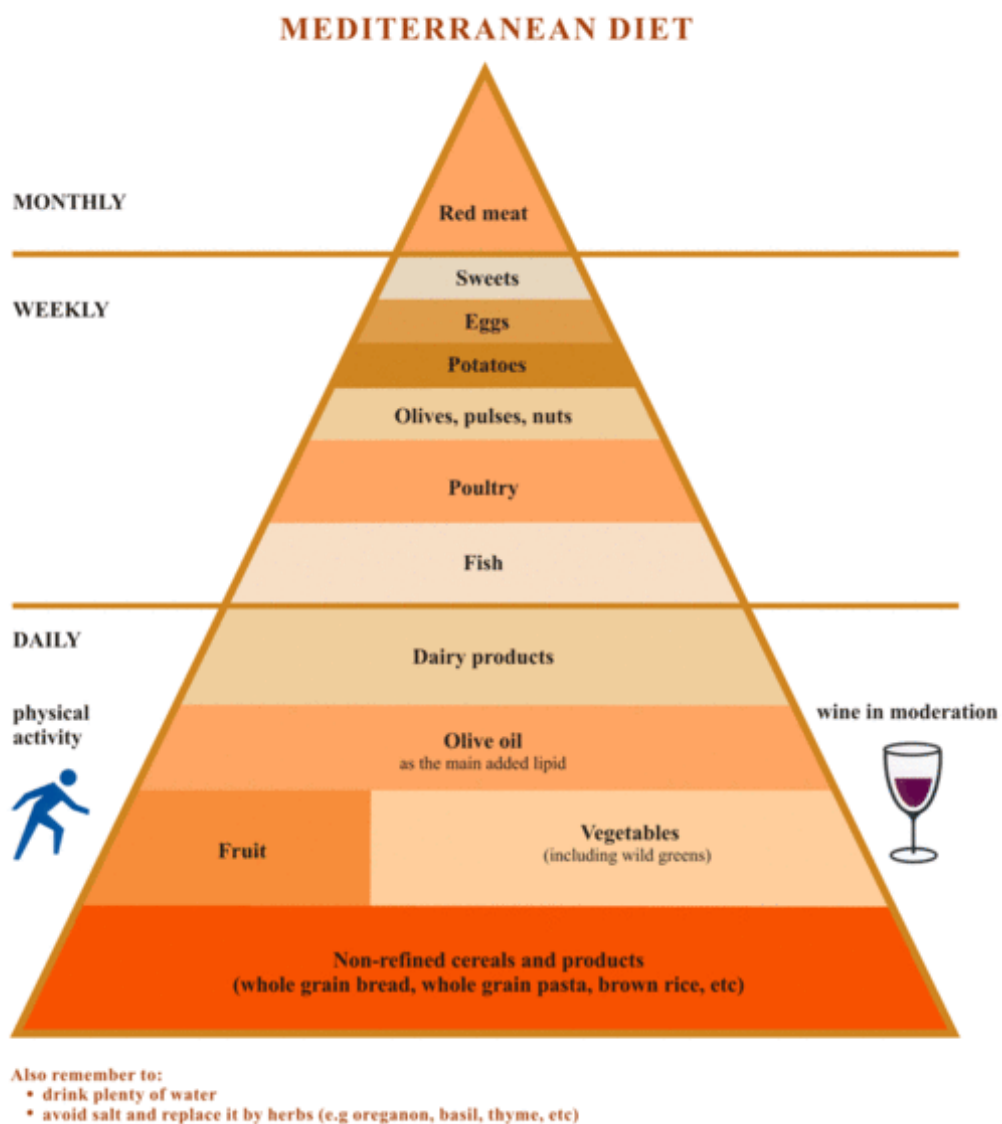 MEDITERRANEAN DIET
MONTHLY
Red meat
WEEKLY
Sweets
Eggs
Potatoes
Olives, pulses, nuts
Poultry
Fish
DAILY
Dairy products
physical
activity
wine in moderation
Olive oil
as the main added lipid
Fruit
Vegetables
(including wild greens)
Non-refined cereals and products
(whole grain bread, whole grain pasta, brown rice, etc)
Also remember to:
• drink plenty of water
• avoid salt and replace it by herbs (e.g oreganon, basil, thyme, etc)